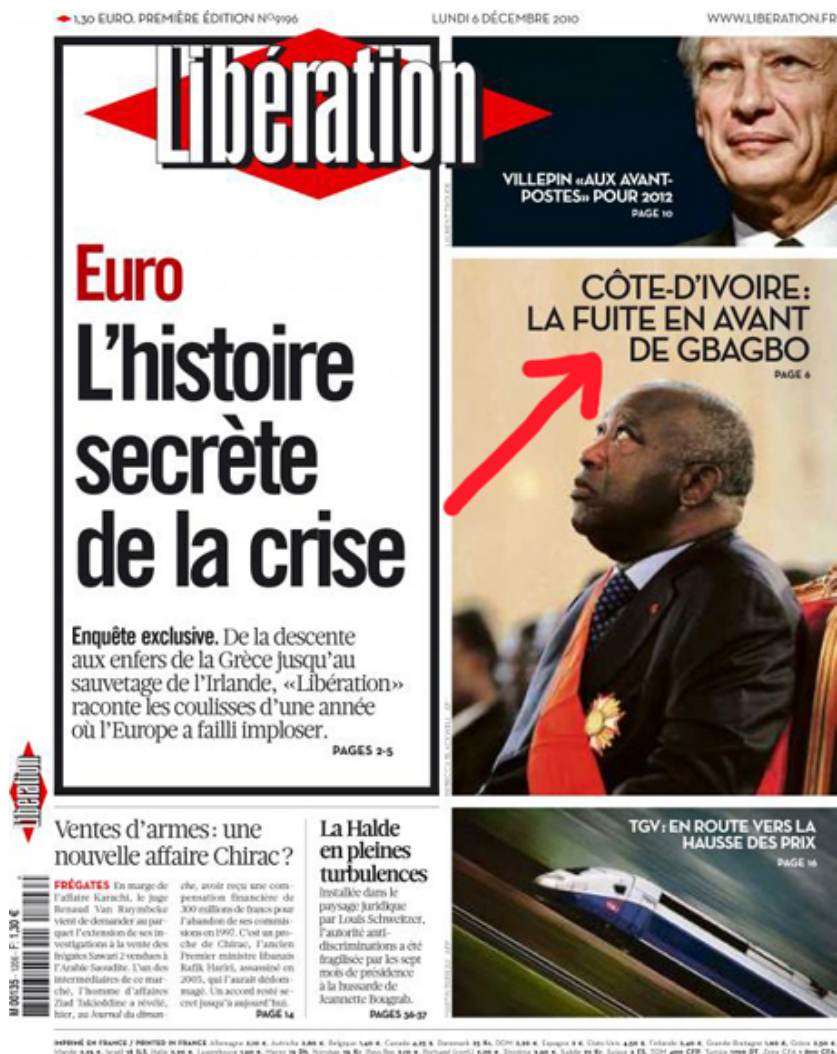 1,30 EURO. PREMIÈRE ÉDITION Nº9196
LUNDI 6 DÉCEMBRE 2010
WWW.LIBERATION.FR
Libération
VILLEPIN «AUX AVANT-
POSTES» POUR 2012
PAGE 10
Euro
L'histoire
secrète
de la crise
Enquête exclusive. De la descente
aux enfers de la Grèce jusqu'au
sauvetage de l'Irlande, «Libération»
raconte les coulisses d'une année
où l'Europe a failli imploser.
PAGES 2-5
CÔTE-D'IVOIRE:
LA FUITE EN AVANT
DE GBAGBO
PAGE 6
Libération
Ventes d'armes: une
nouvelle affaire Chirac?
FRÉGATES En marge de
l'affaire Karachi, le juge
Renaud Van Ruymbeke
vient de demander au par-
quet l'extension de ses in-
vestigations à la vente des
frégates Sawari 2 vendues à
l'Arabie Saoudite. L'un des
intermédiaires de ce mar-
ché, l'homme d'affaires
Ziad Takieddine a révélé,
hier, au Journal du diman-
che, avoir reçu une com-
pensation financière de
300 millions de francs pour
l'abandon de ses commis-
sions en 1997. C'est un pro-
che de Chirac, l'ancien
Premier ministre libanais
Rafik Hariri, assassiné en
2005, qui l'aurait dédom-
magé. Un accord resté se-
cret jusqu'à aujourd'hui.
PAGE 14
La Halde
en pleines
turbulences
Installée dans le
paysage juridique
par Louis Schweitzer,
l'autorité anti-
discriminations a été
fragilisée par les sept
mois de présidence
à la hussarde de
Jeannette Bougrab.
PAGES 36-37
TGV: EN ROUTE VERS LA
HAUSSE DES PRIX
PAGE 16
IMPRIMÉ EN FRANCE / PRINTED IN FRANCE